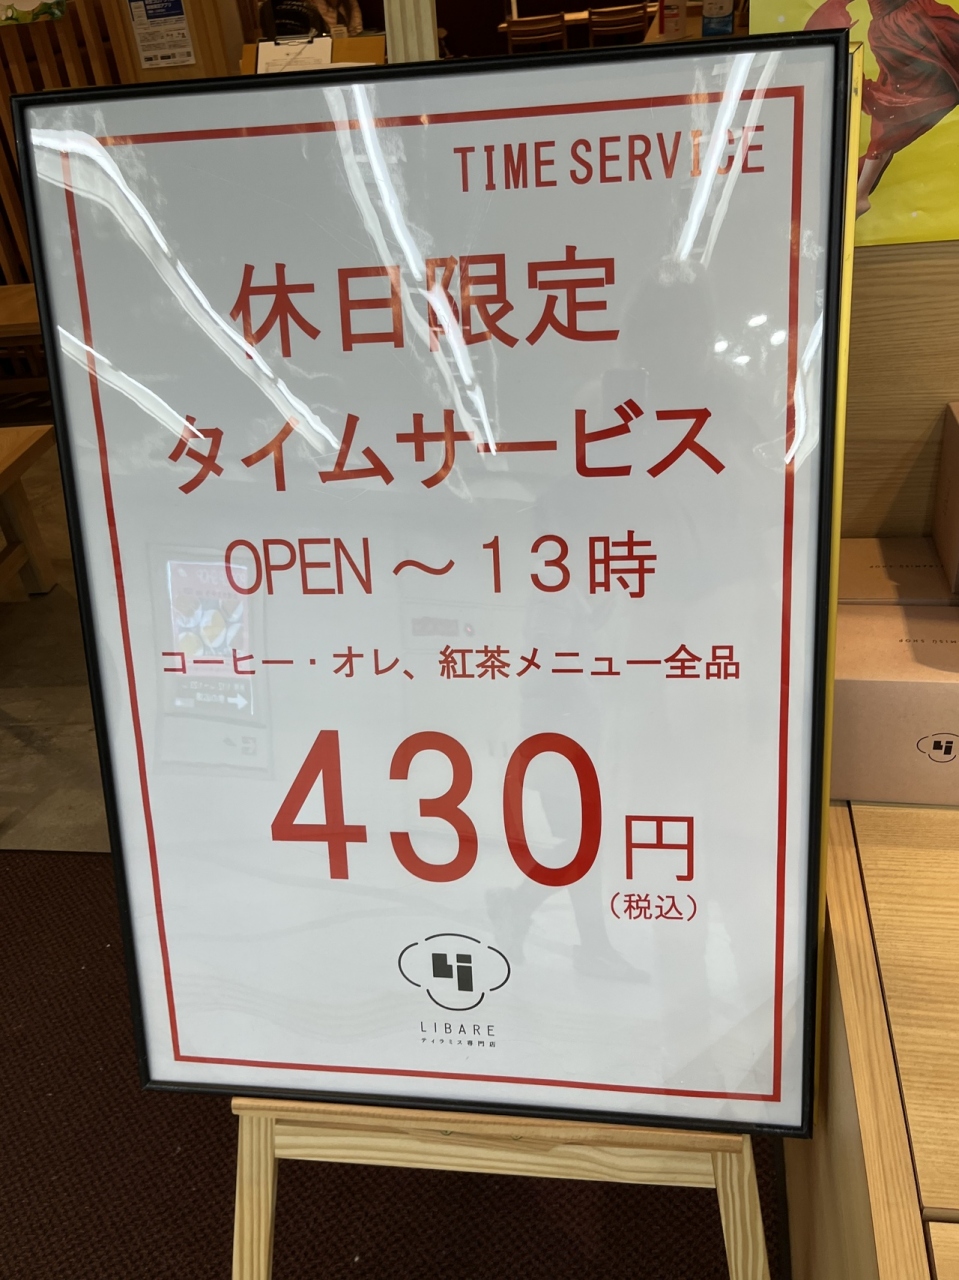 TIME SERVICE
休日限定
タイムサービス
OPEN～13時
コーヒー・オレ、紅茶メニュー全品
430円
（税込）
LIBARE
ティラミス専門店